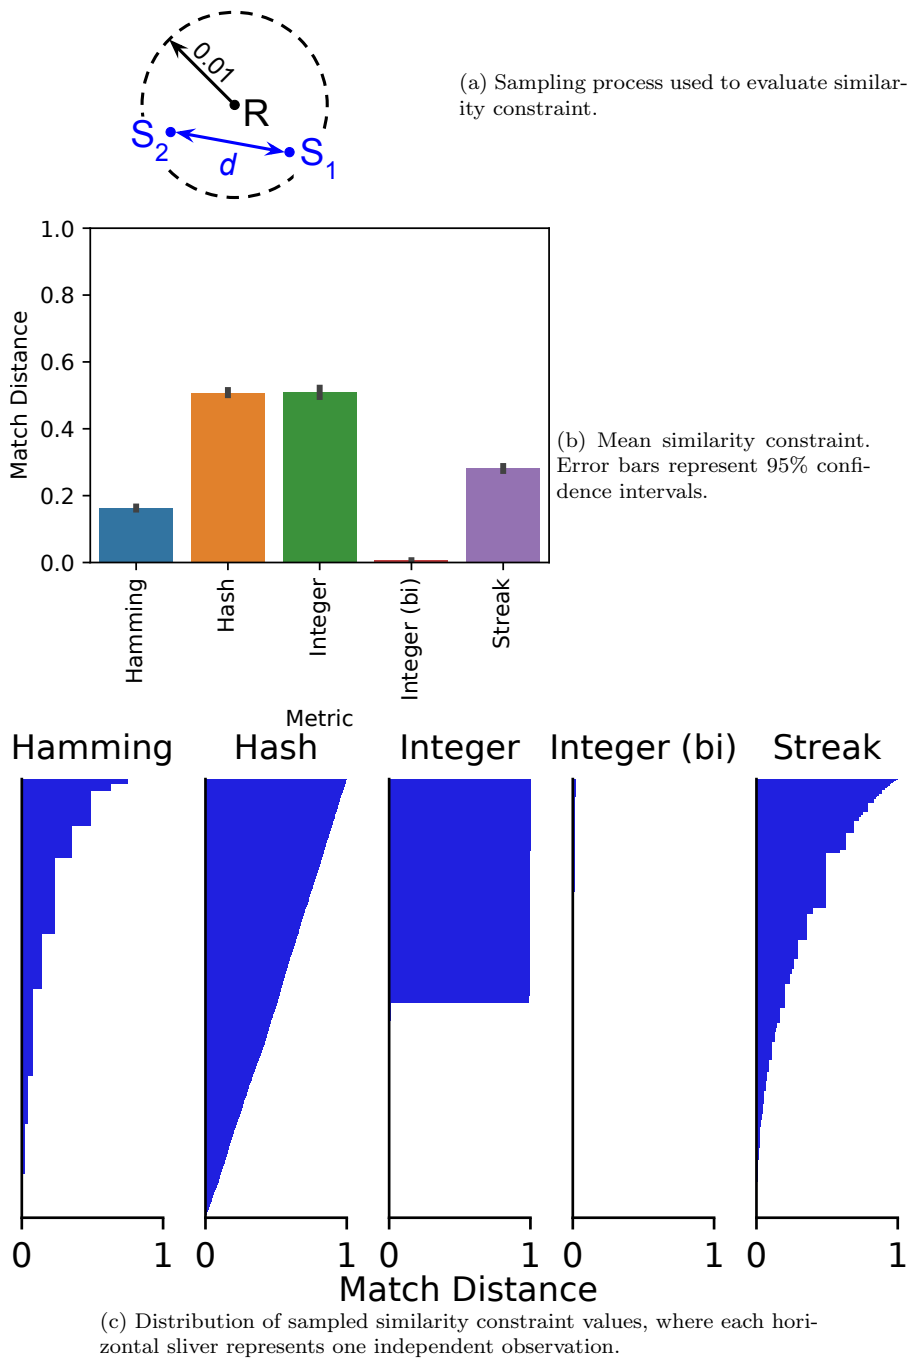 0.01
R
S2
S1
d
(a) Sampling process used to evaluate similar-
ity constraint.
1.0
0.8
0.6
0.4
0.2
0.0
Match Distance
Hamming
Hash
Integer
Integer (bi)
Streak
Metric
(b) Mean similarity constraint.
Error bars represent 95% confi-
dence intervals.
Hamming Hash Integer Integer (bi) Streak
0 1 0 1 0 1 0 1 0 1
Match Distance
(c) Distribution of sampled similarity constraint values, where each hori-
zontal sliver represents one independent observation.